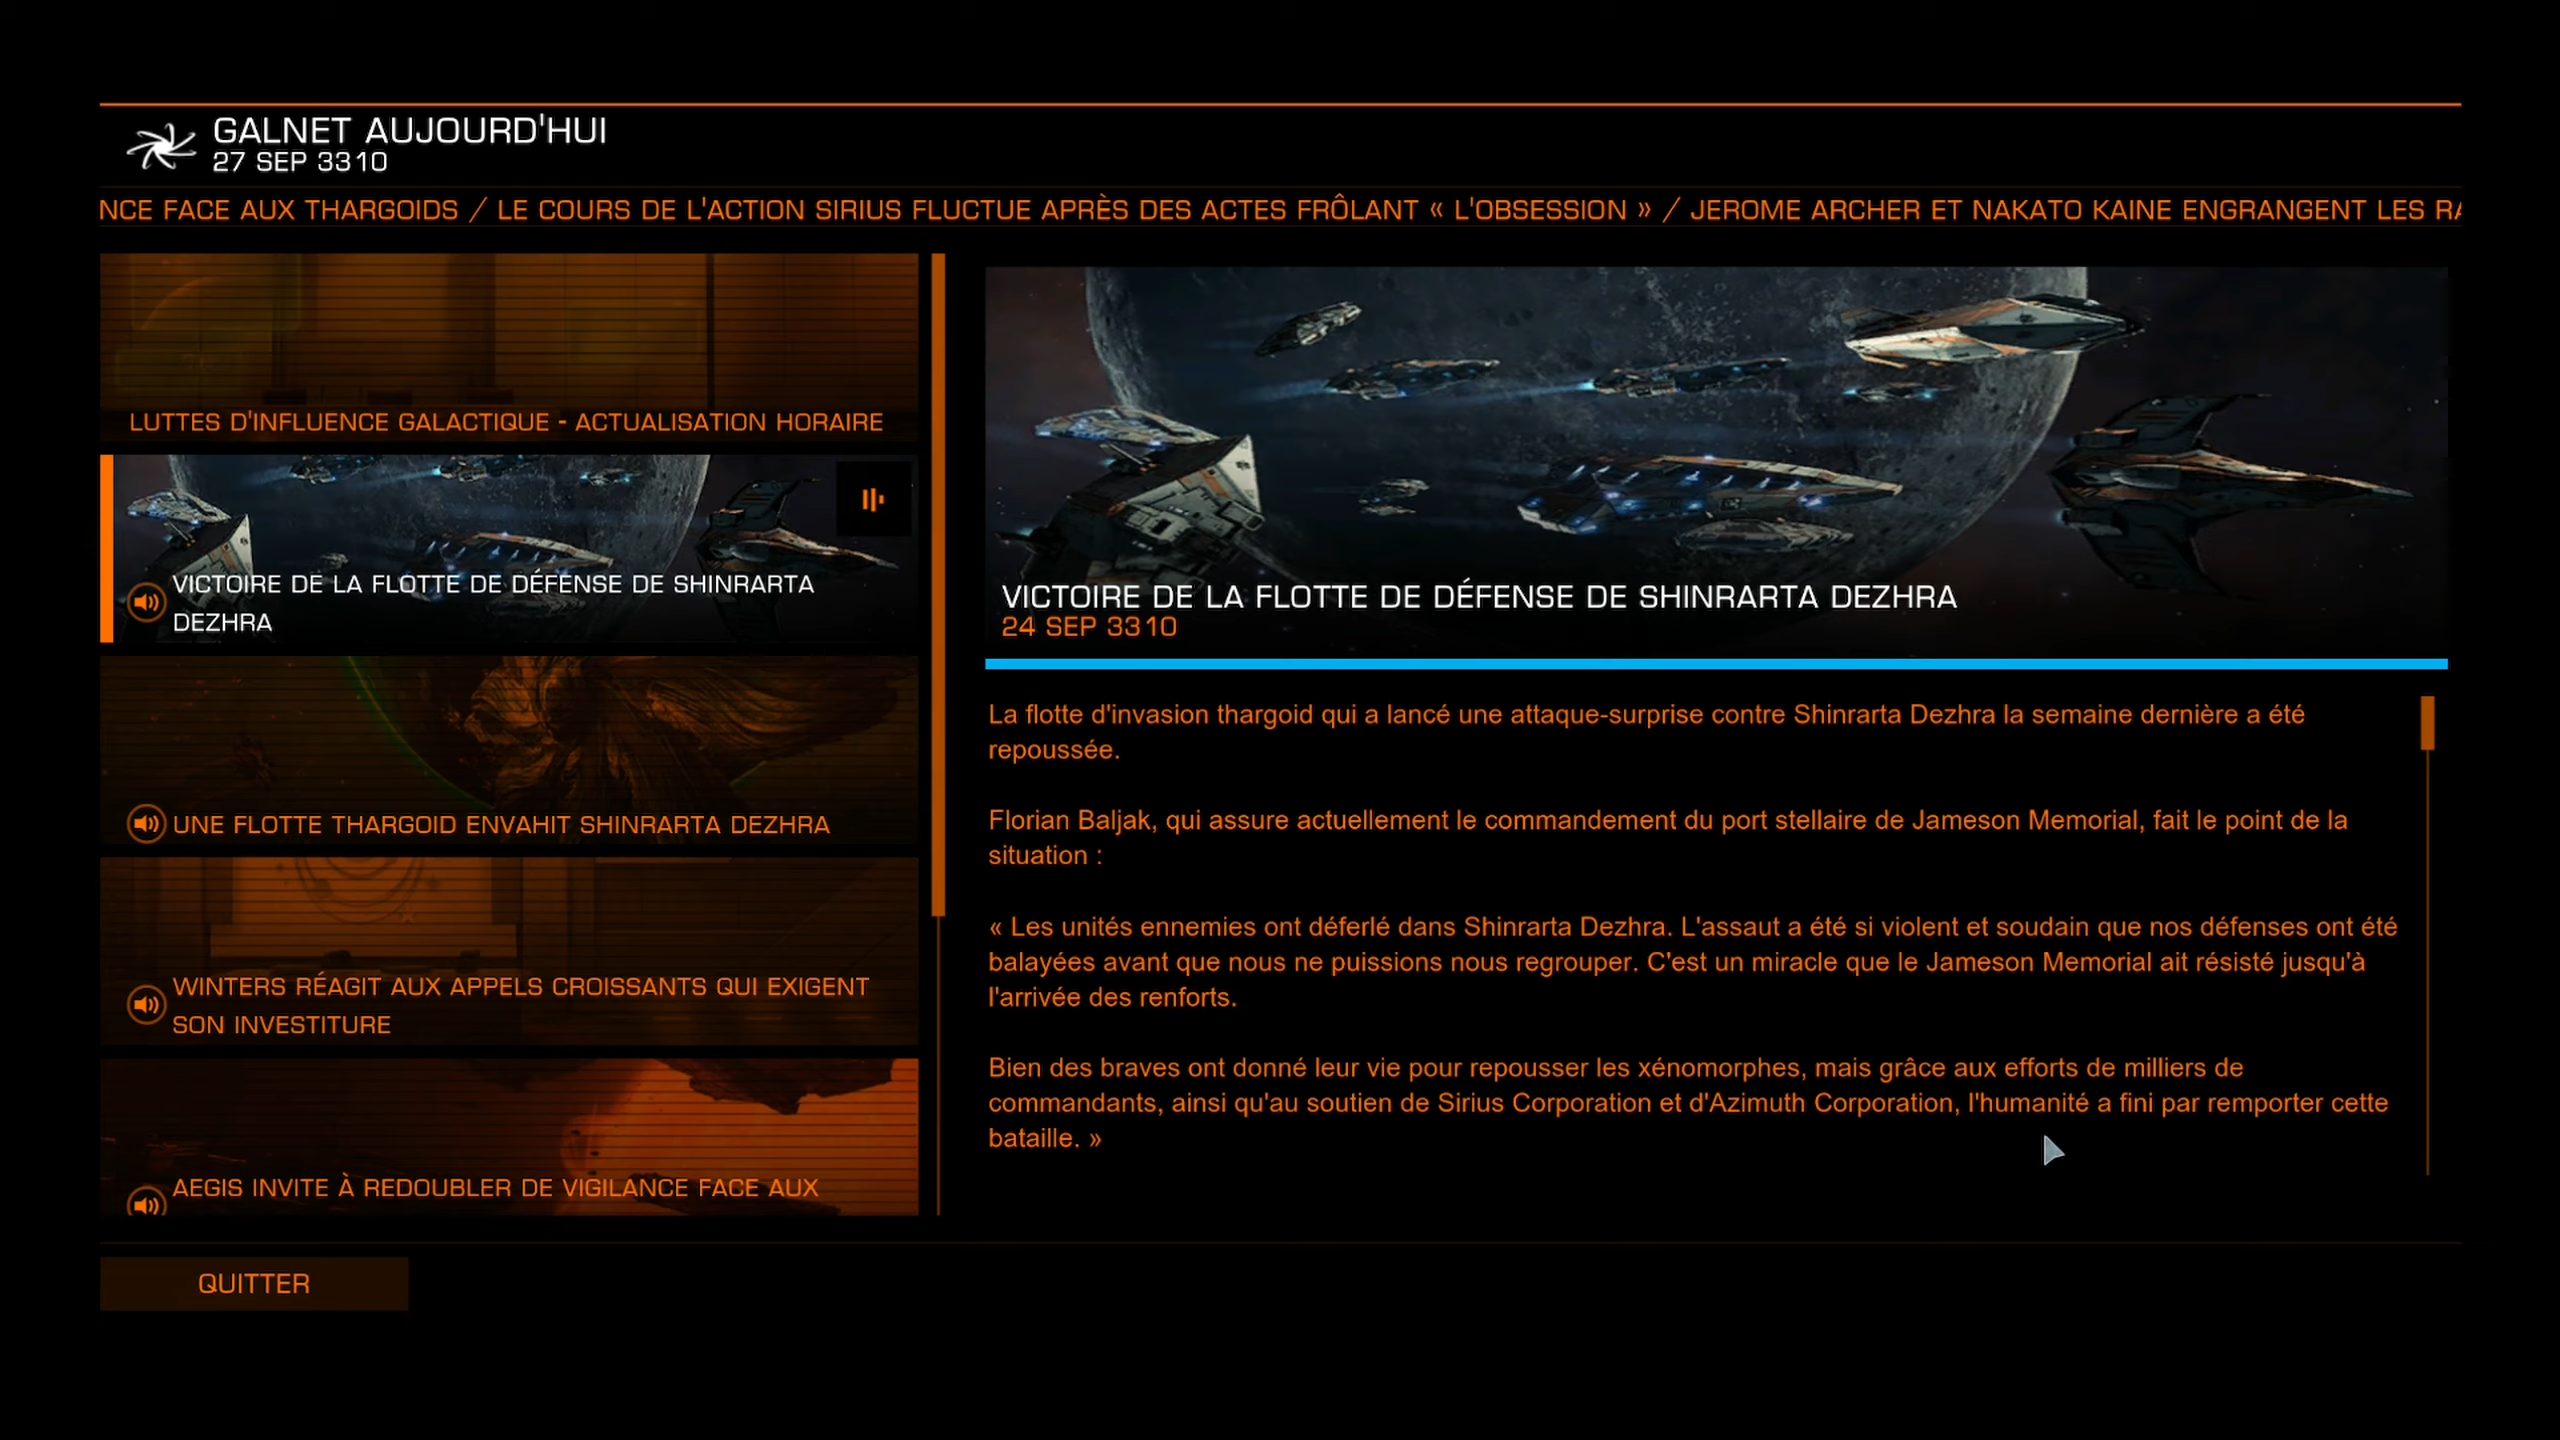 GALNET AUJOURD'HUI
27 SEP 3310
NCE FACE AUX THARGOIDS / LE COURS DE L'ACTION SIRIUS FLUCTUE APRÈS DES ACTES FRÔLANT « L'OBSESSION » / JEROME ARCHER ET NAKATO KAINE ENGRANGENT LES RA
LUTTES D'INFLUENCE GALACTIQUE - ACTUALISATION HORAIRE
VICTOIRE DE LA FLOTTE DE DÉFENSE DE SHINRARTA
DEZHRA
UNE FLOTTE THARGOID ENVAHIT SHINRARTA DEZHRA
WINTERS RÉAGIT AUX APPELS CROISSANTS QUI EXIGENT
SON INVESTITURE
AEGIS INVITE À REDOUBLER DE VIGILANCE FACE AUX
VICTOIRE DE LA FLOTTE DE DÉFENSE DE SHINRARTA DEZHRA
24 SEP 3310
La flotte d'invasion thargoid qui a lancé une attaque-surprise contre Shinrarta Dezhra la semaine dernière a été
repoussée.
Florian Baljak, qui assure actuellement le commandement du port stellaire de Jameson Memorial, fait le point de la
situation :
« Les unités ennemies ont déferlé dans Shinrarta Dezhra. L'assaut a été si violent et soudain que nos défenses ont été
balayées avant que nous ne puissions nous regrouper. C'est un miracle que le Jameson Memorial ait résisté jusqu'à
l'arrivée des renforts.
Bien des braves ont donné leur vie pour repousser les xénomorphes, mais grâce aux efforts de milliers de
commandants, ainsi qu'au soutien de Sirius Corporation et d'Azimuth Corporation, l'humanité a fini par remporter cette
bataille. »
QUITTER